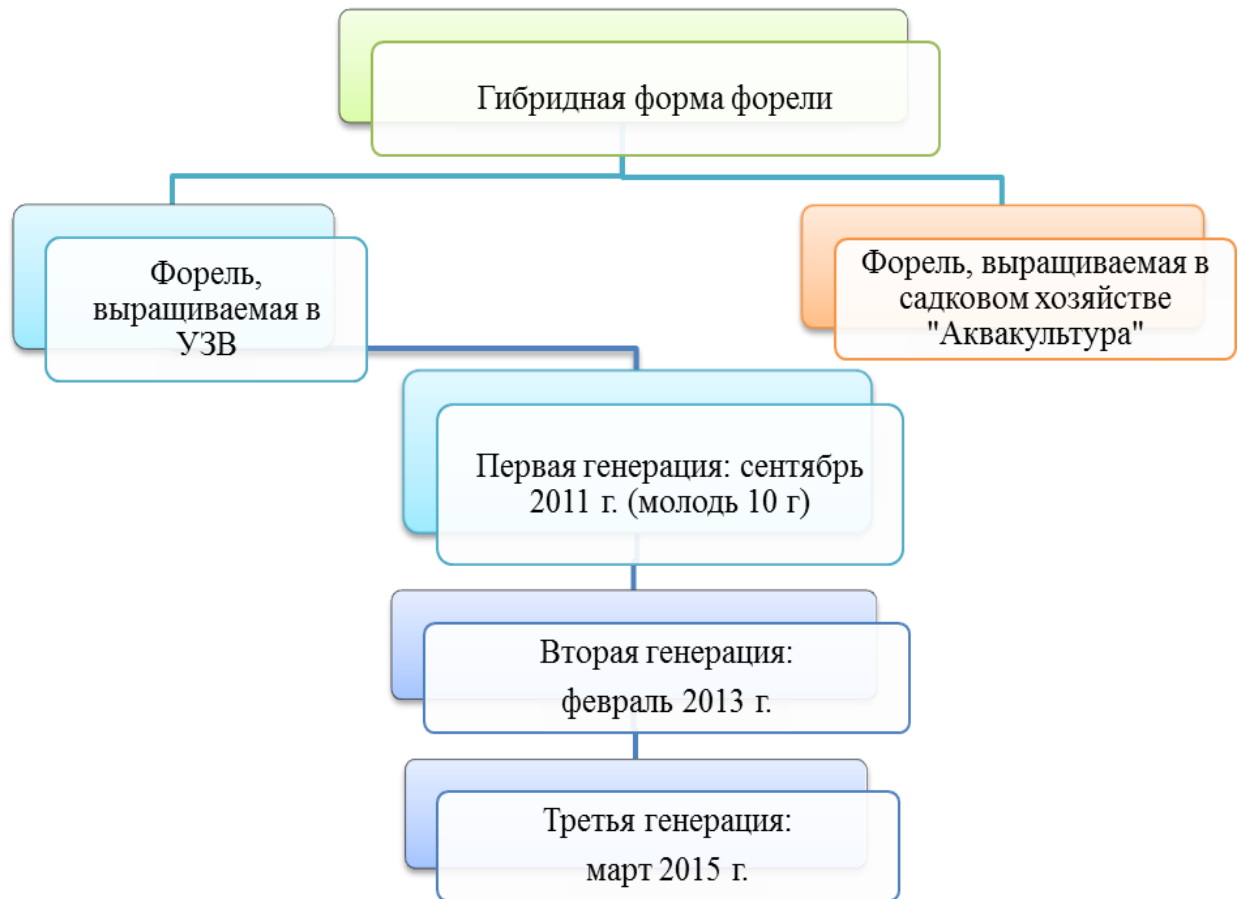 Гибридная форма форели
Форель,
выращиваемая в
УЗВ
Форель, выращиваемая в
садковом хозяйстве
"Аквакультура"
Первая генерация: сентябрь
2011 г. (молодь 10 г)
Вторая генерация:
февраль 2013 г.
Третья генерация:
март 2015 г.